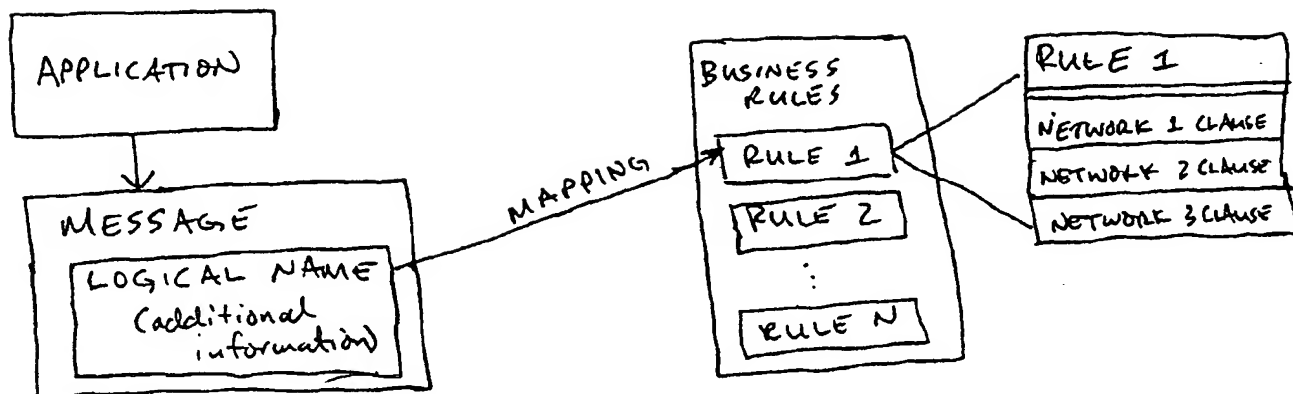 APPLICATION
MESSAGE
LOGICAL NAME
(additional
information)
MAPPING
BUSINESS
RULES
RULE 1
RULE 2
⋮
RULE N
RULE 1
NETWORK 1 CLAUSE
NETWORK 2 CLAUSE
NETWORK 3 CLAUSE